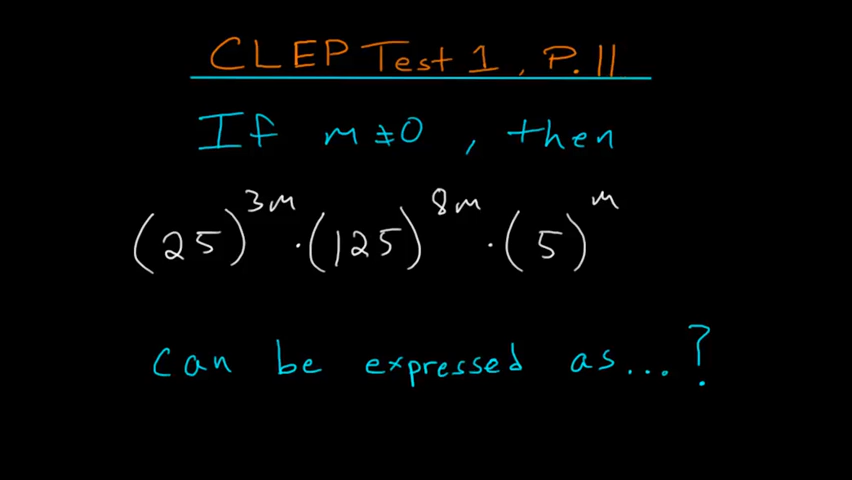 CLEP Test 1, P.11
If m≠0, then
(25)^{3m}·(125)^{8m}·(5)^{m}
can be expressed as...?